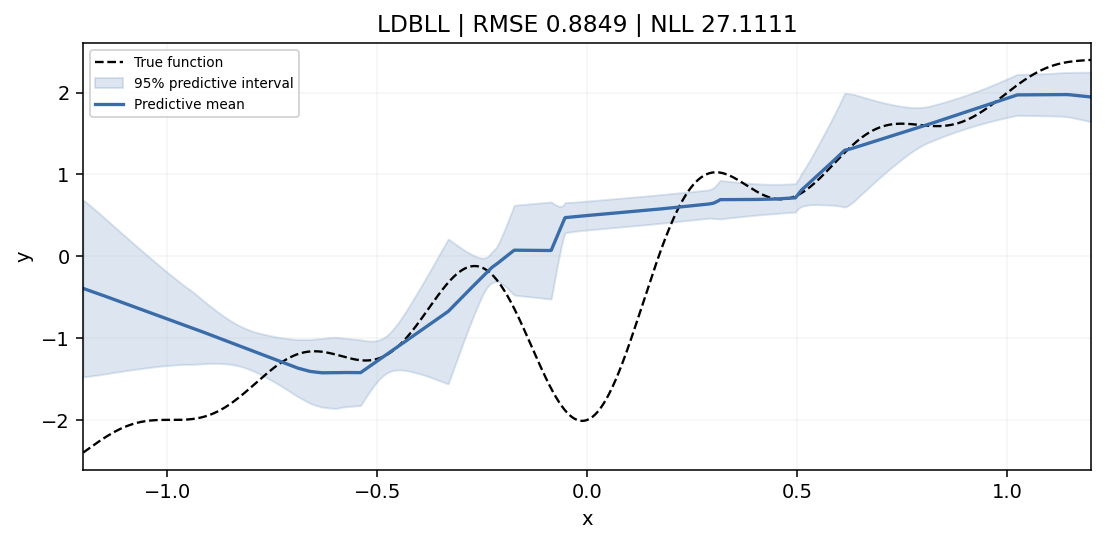 LDBLL | RMSE 0.8849 | NLL 27.1111
True function
95% predictive interval
Predictive mean
2
1
0
−1
−2
y
−1.0 −0.5 0.0 0.5 1.0
x